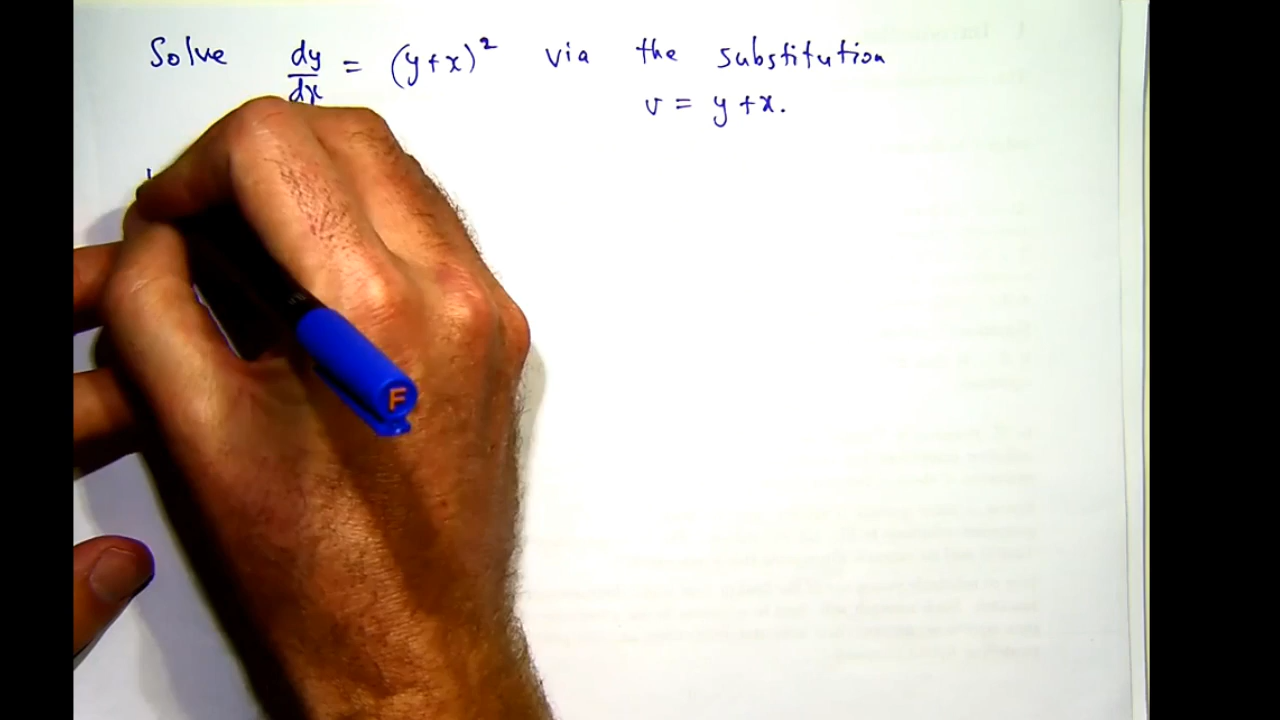 Solve dy/dx = (y+x)² via the substitution
v = y + x.
F